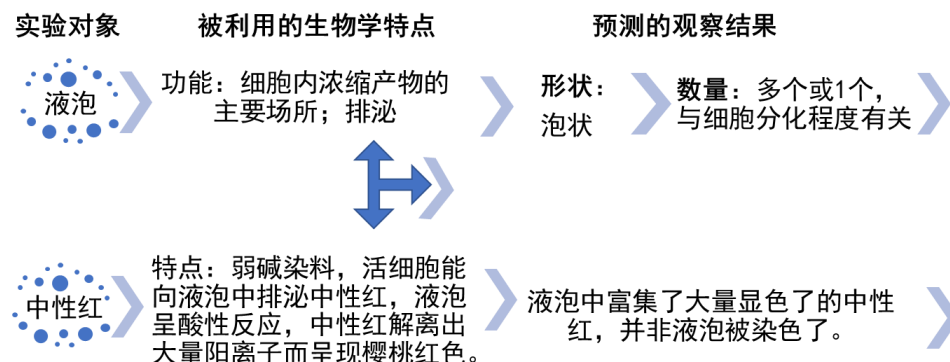 实验对象
被利用的生物学特点
预测的观察结果
液泡
功能：细胞内浓缩产物的
主要场所；排泌
形状：
泡状
数量：多个或1个，
与细胞分化程度有关
中性红
特点：弱碱染料，活细胞能
向液泡中排泌中性红，液泡
呈酸性反应，中性红解离出
大量阳离子而呈现樱桃红色。
液泡中富集了大量显色了的中性
红，并非液泡被染色了。